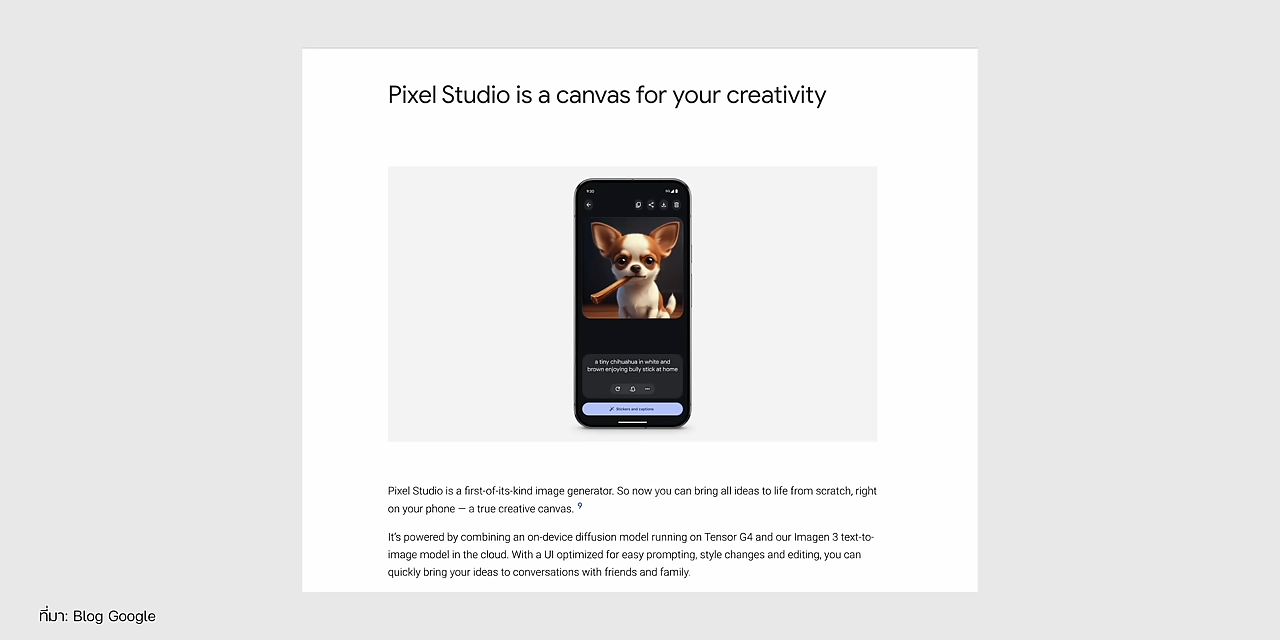 Pixel Studio is a canvas for your creativity
9:30
5G
a tiny chihuahua in white and
brown enjoying bully stick at home
Stickers and captions
Pixel Studio is a first-of-its-kind image generator. So now you can bring all ideas to life from scratch, right
on your phone — a true creative canvas. 9
It's powered by combining an on-device diffusion model running on Tensor G4 and our Imagen 3 text-to-
image model in the cloud. With a UI optimized for easy prompting, style changes and editing, you can
quickly bring your ideas to conversations with friends and family.
ที่มา: Blog Google